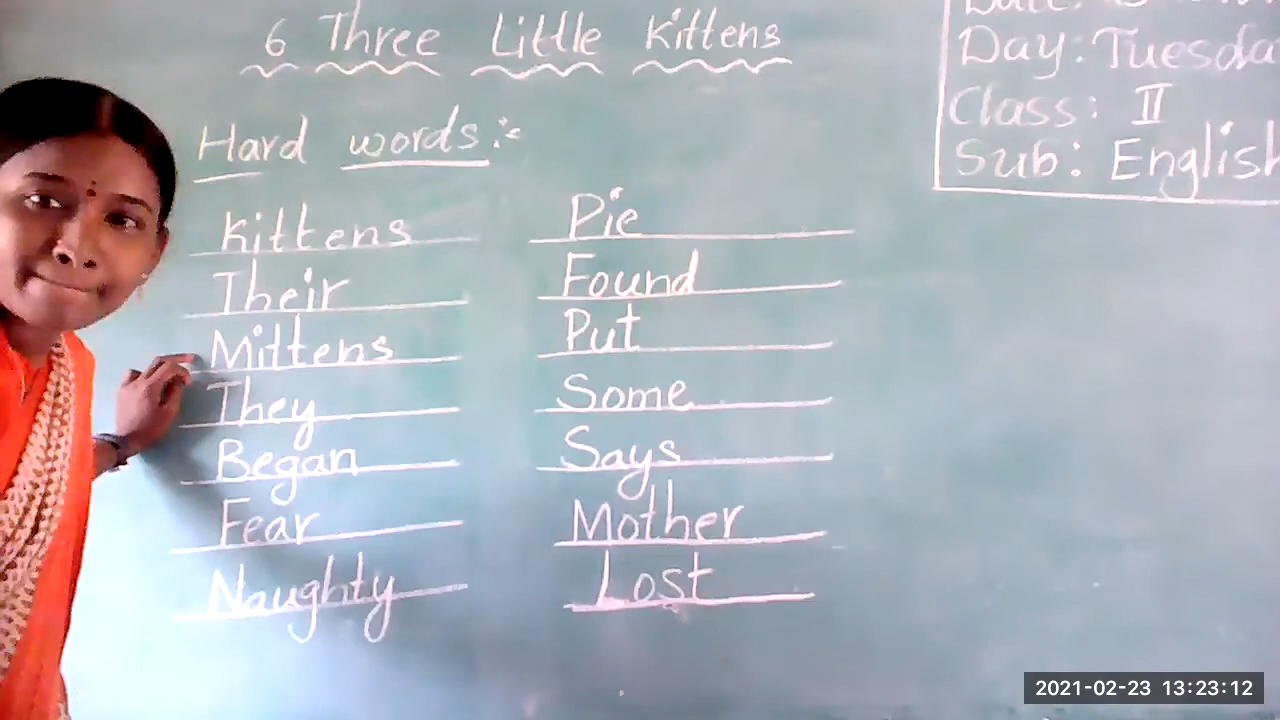 6 Three Little Kittens
Day: Tuesda
Class: II
Sub: English
Hard words:-
Kittens
Their
Mittens
They
Began
Fear
Naughty
Pie
Found
Put
Some
Says
Mother
Lost
2021-02-23 13:23:12